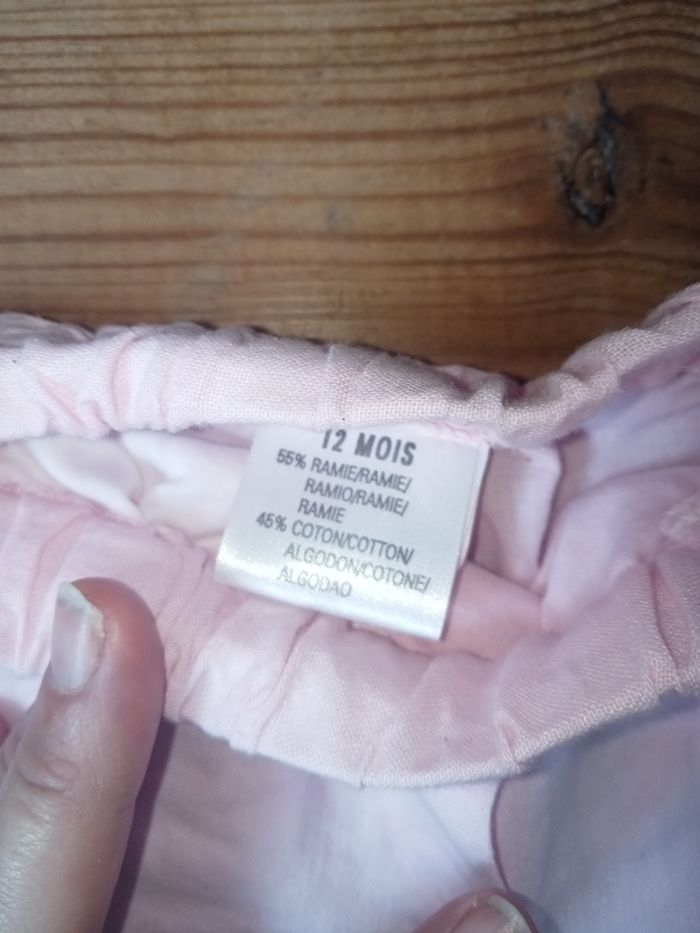 12 MOIS
55% RAMIE/RAMIE/
RAMIO/RAMIE/
RAMIE
45% COTON/COTTON/
ALGODON/COTONE/
ALGODAO